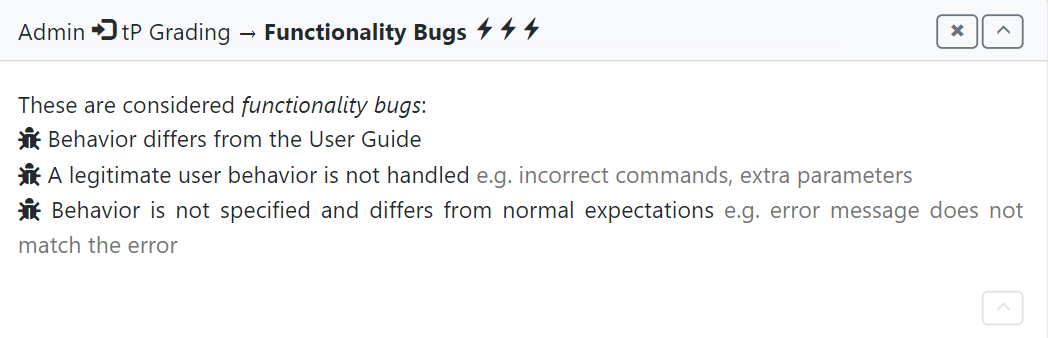 Admin tP Grading → Functionality Bugs
These are considered functionality bugs:
Behavior differs from the User Guide
A legitimate user behavior is not handled e.g. incorrect commands, extra parameters
Behavior is not specified and differs from normal expectations e.g. error message does not
match the error